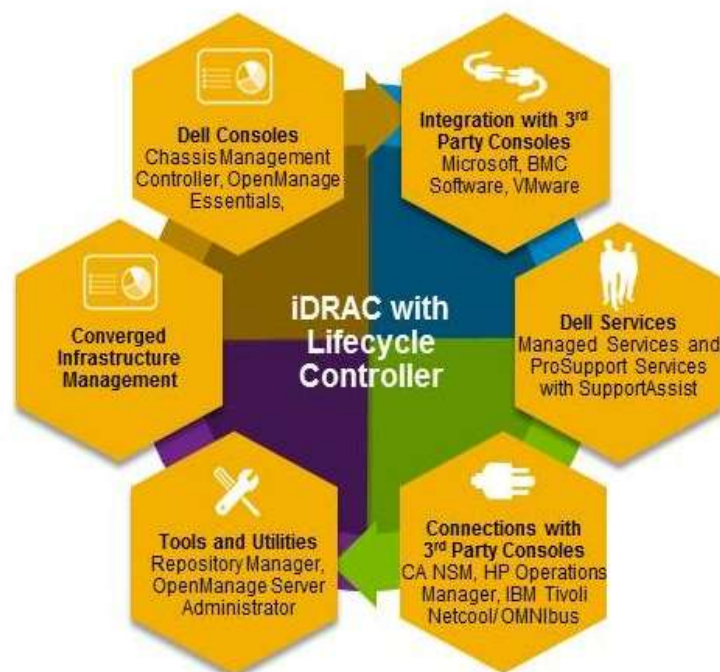 Dell Consoles
Chassis Management
Controller, OpenManage
Essentials,
Integration with 3rd
Party Consoles
Microsoft, BMC
Software, VMware
Converged
Infrastructure
Management
iDRAC with
Lifecycle
Controller
Dell Services
Managed Services and
ProSupport Services
with SupportAssist
Tools and Utilities
Repository Manager,
OpenManage Server
Administrator
Connections with
3rd Party Consoles
CA NSM, HP Operations
Manager, IBM Tivoli
Netcool/ OMNIbus